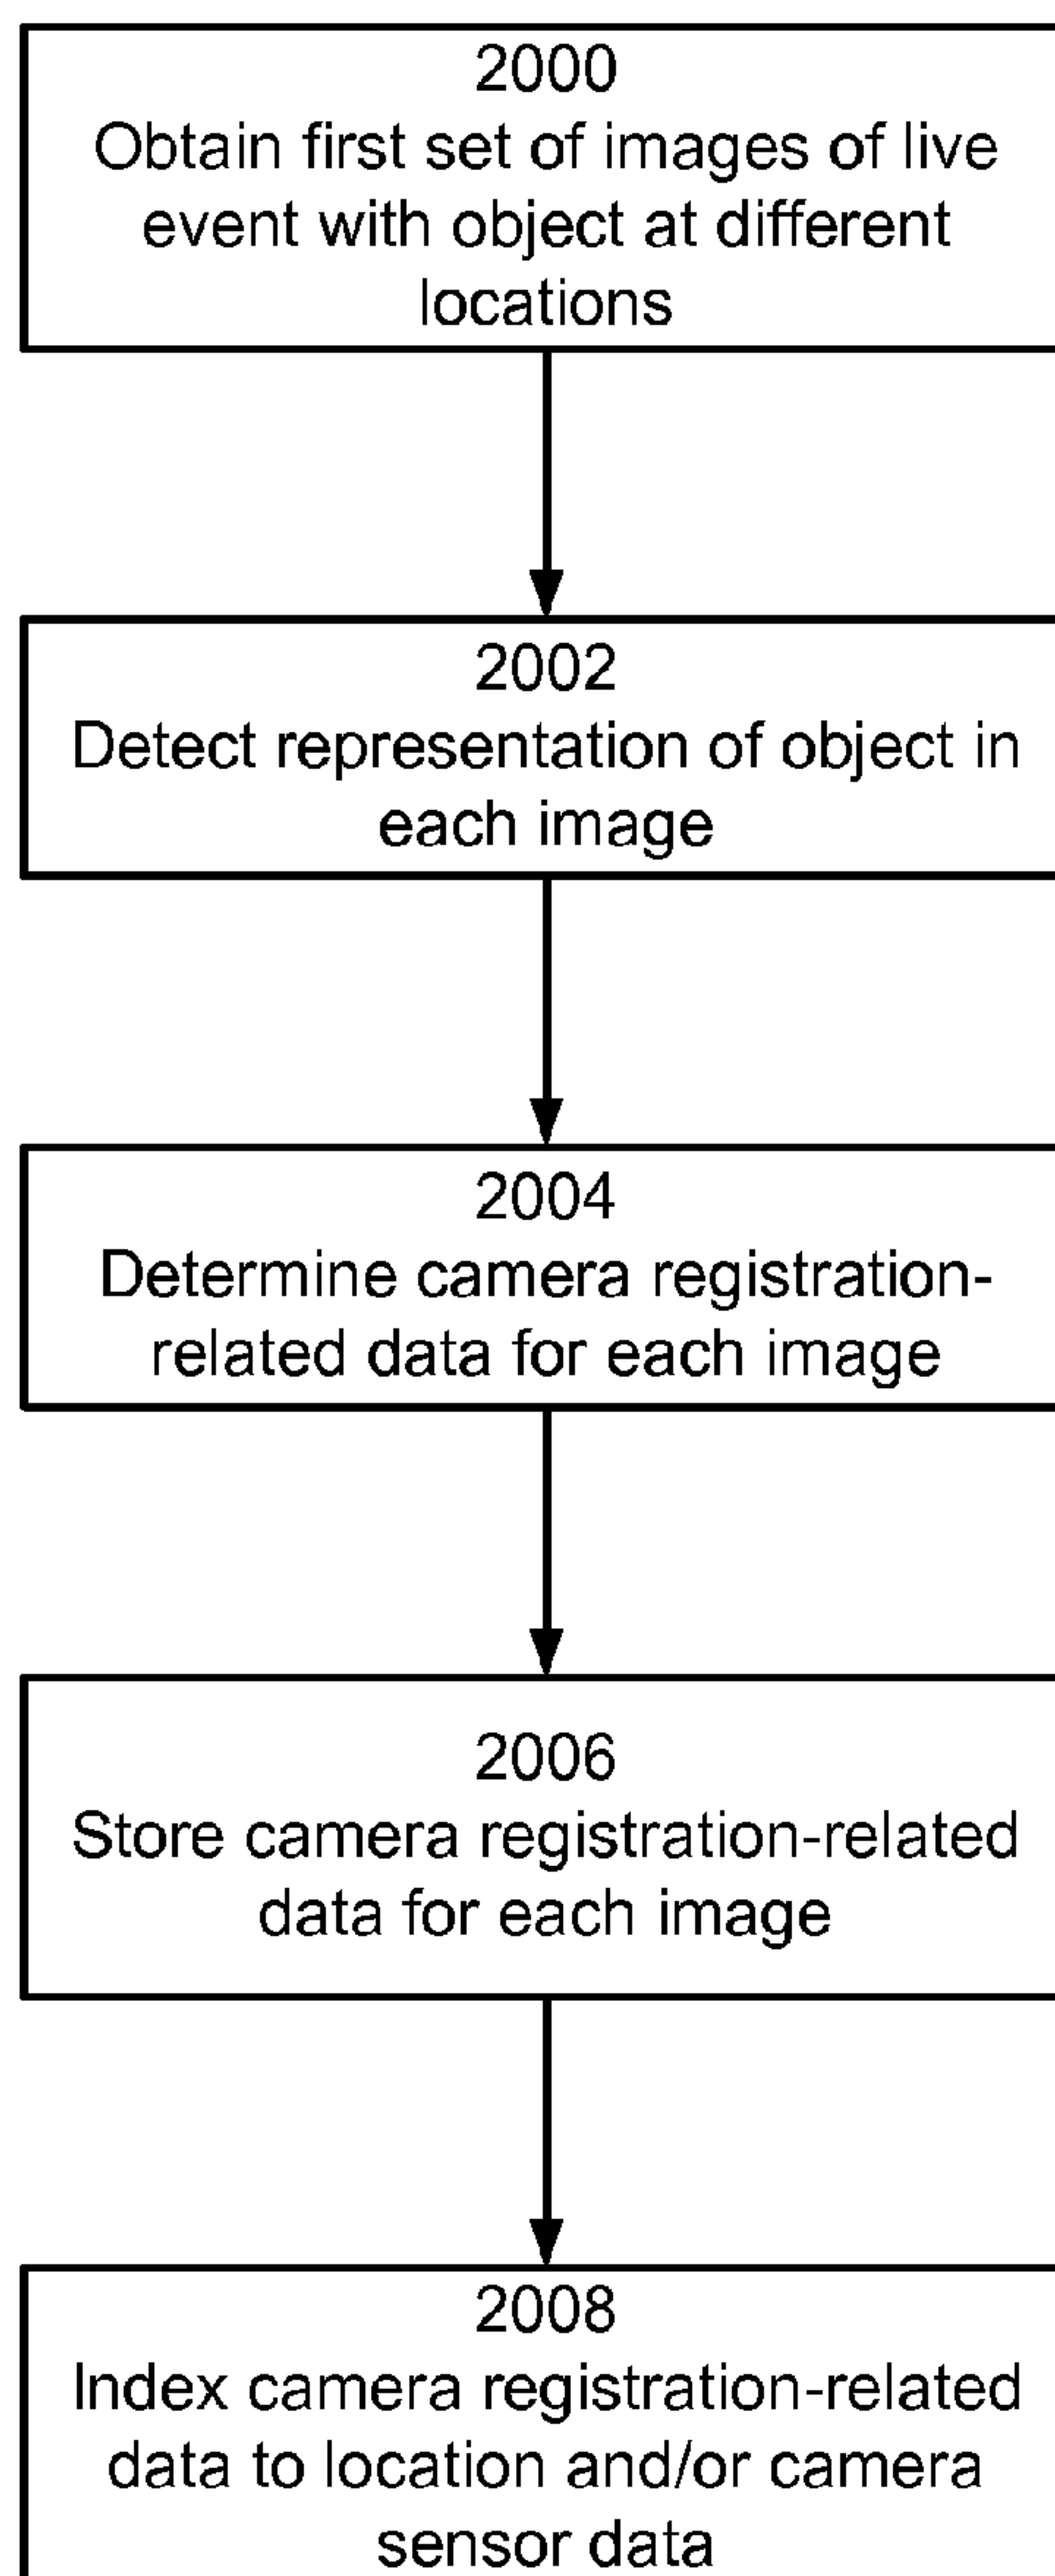 2000
Obtain first set of images of live
event with object at different
locations
2002
Detect representation of object in
each image
2004
Determine camera registration-
related data for each image
2006
Store camera registration-related
data for each image
2008
Index camera registration-related
data to location and/or camera
sensor data